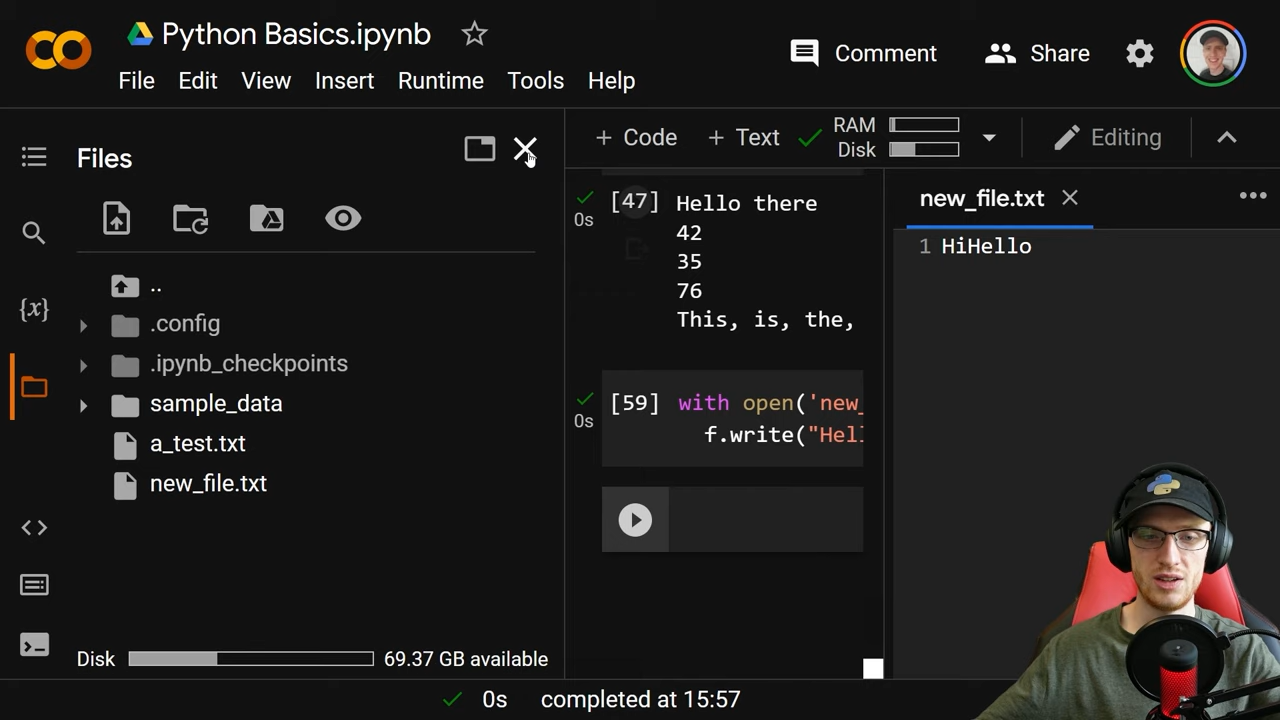 Python Basics.ipynb
Comment
Share
File Edit View Insert Runtime Tools Help
Files
+ Code + Text
RAM
Disk
Editing
..
.config
.ipynb_checkpoints
sample_data
a_test.txt
new_file.txt
Disk 69.37 GB available
{x}
[47] Hello there
0s
42
35
76
This, is, the,
[59] with open('new_
0s
f.write("Hell
new_file.txt
1 HiHello
0s completed at 15:57